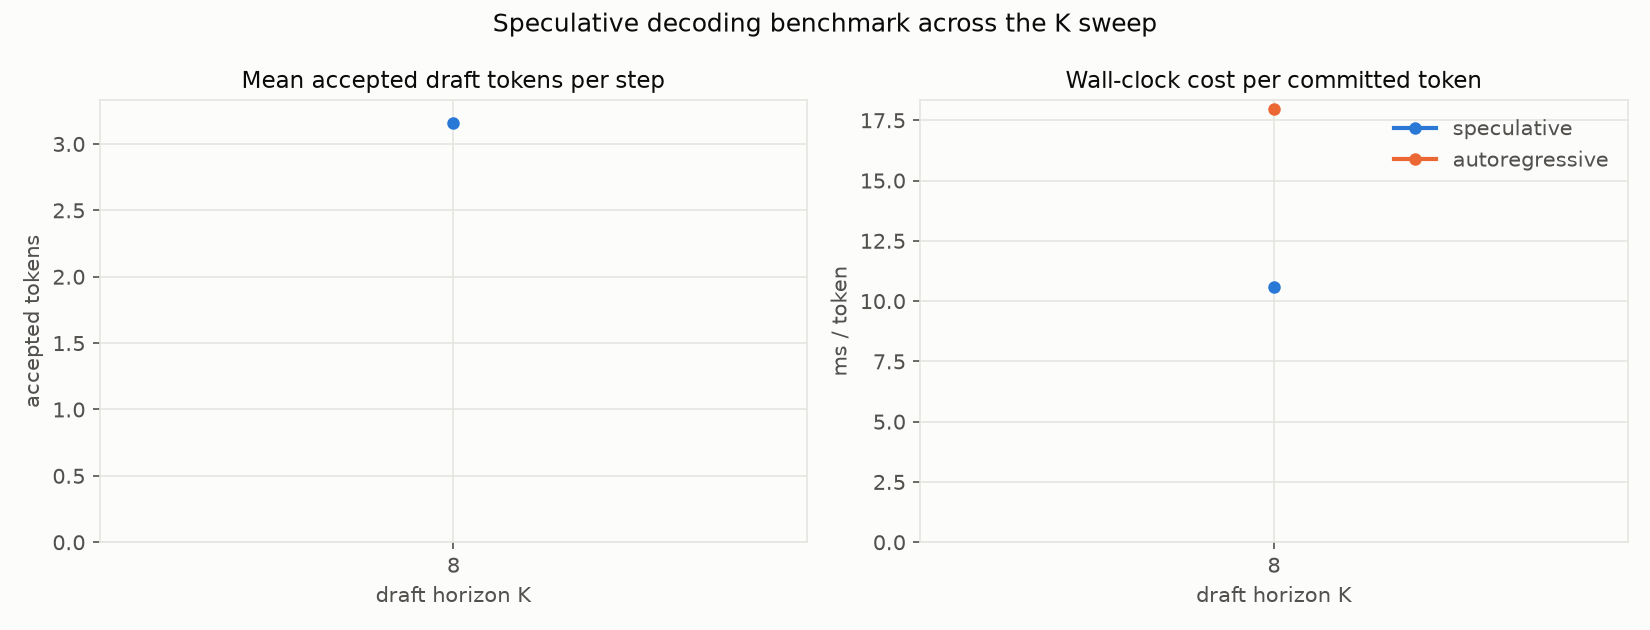 Speculative decoding benchmark across the K sweep
Mean accepted draft tokens per step
3.0
2.5
2.0
1.5
1.0
0.5
0.0
accepted tokens
8
draft horizon K
Wall-clock cost per committed token
17.5
15.0
12.5
10.0
7.5
5.0
2.5
0.0
ms / token
speculative
autoregressive
8
draft horizon K